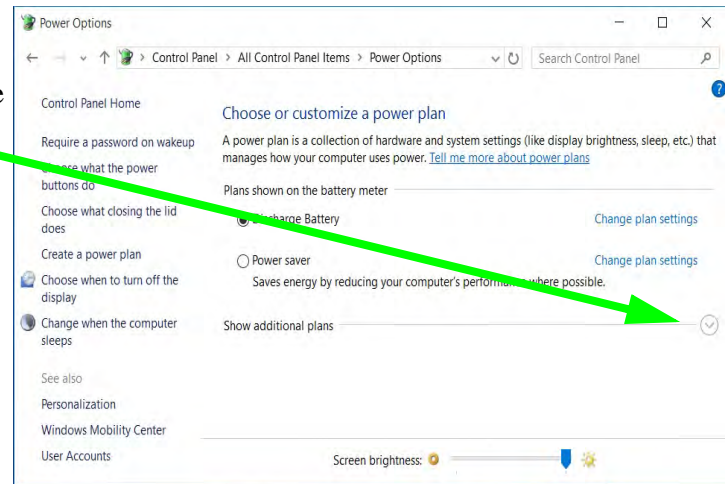 Power Options
Control Panel > All Control Panel Items > Power Options
Search Control Panel
e
?
Control Panel Home
Require a password on wakeup
what the power
buttons do
Choose what closing the lid
does
Create a power plan
Choose when to turn off the
display
Change when the computer
sleeps
See also
Personalization
Windows Mobility Center
User Accounts
Choose or customize a power plan
A power plan is a collection of hardware and system settings (like display brightness, sleep, etc.) that
manages how your computer uses power. Tell me more about power plans
Plans shown on the battery meter
Discharge Battery
Change plan settings
Power saver
Change plan settings
Saves energy by reducing your computer's performance where possible.
Show additional plans
Screen brightness: